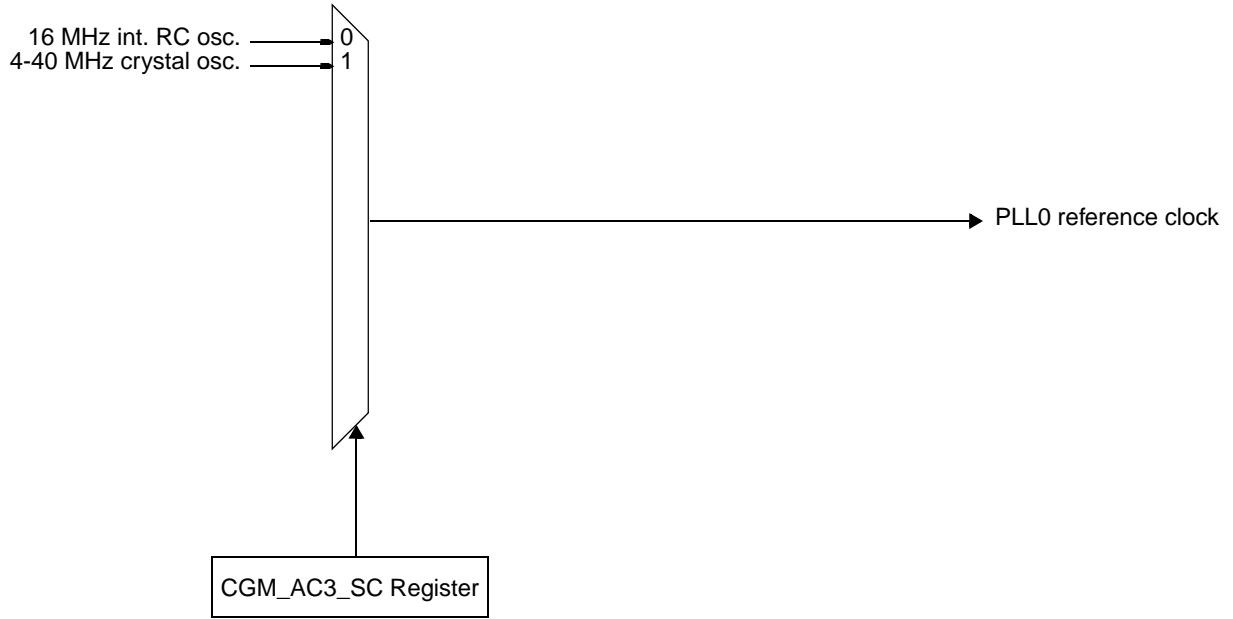 16 MHz int. RC osc.
0
4-40 MHz crystal osc.
1
PLL0 reference clock
CGM_AC3_SC Register